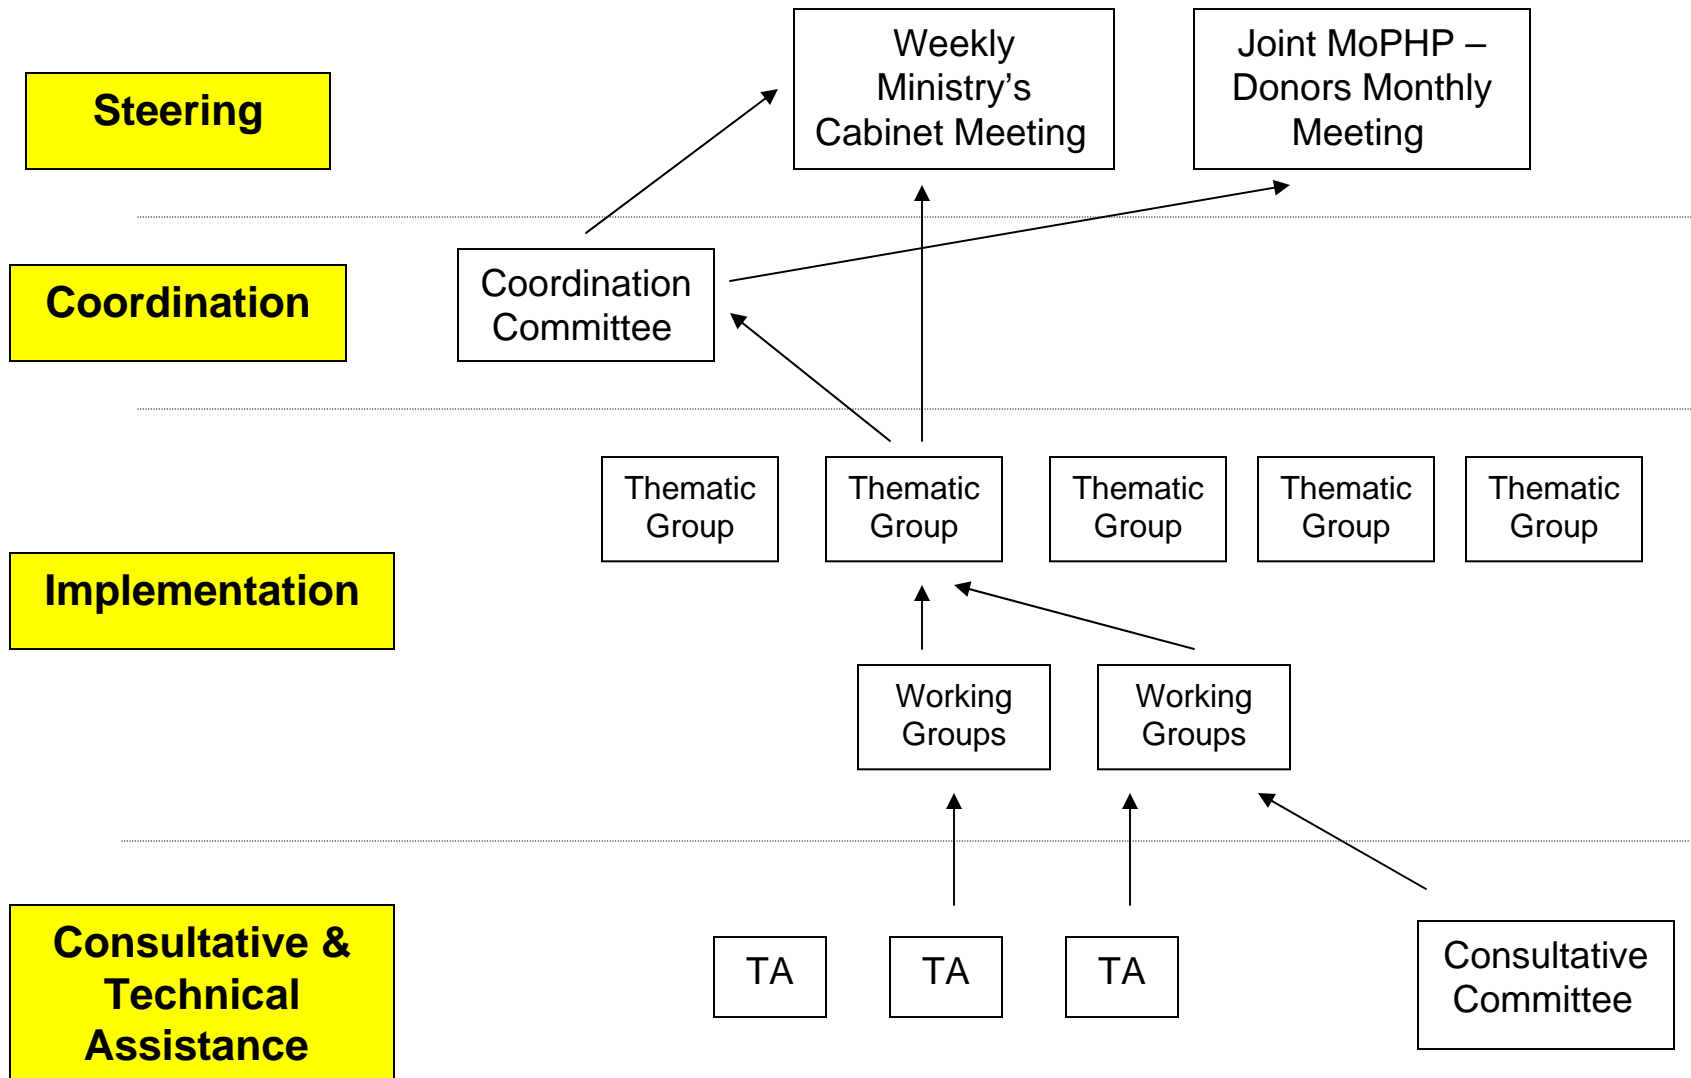 Steering
Weekly
Ministry’s
Cabinet Meeting
Joint MoPHP –
Donors Monthly
Meeting
Coordination
Coordination
Committee
Implementation
Thematic
Group
Thematic
Group
Thematic
Group
Thematic
Group
Thematic
Group
Working
Groups
Working
Groups
Consultative &
Technical
Assistance
TA
TA
TA
Consultative
Committee